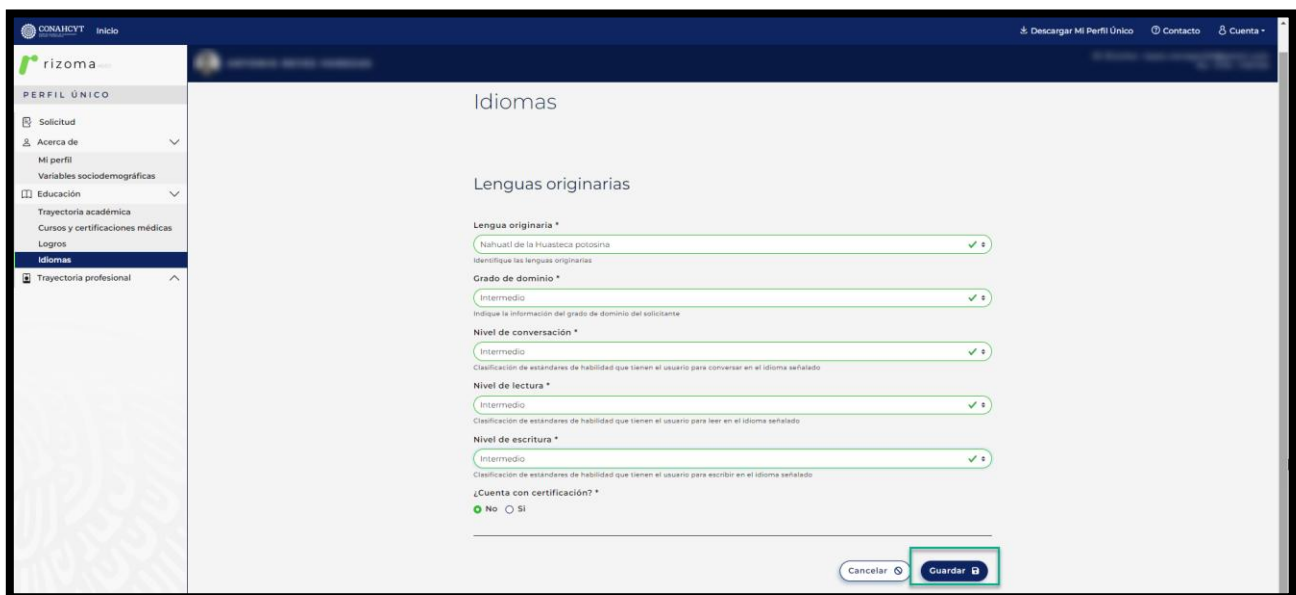 CONAHCYT Inicio
Descargar Mi Perfil Único Contacto Cuenta
rizoma
PERFIL ÚNICO
Solicitud
Acerca de
Mi perfil
Variables sociodemográficas
Educación
Trayectoria académica
Cursos y certificaciones médicas
Logros
Idiomas
Trayectoria profesional
Idiomas
Lenguas originarias
Lengua originaria *
Nahuatl de la Huasteca potosina
Identifique las lenguas originarias
Grado de dominio *
Intermedio
Indique la información del grado de dominio del solicitante
Nivel de conversación *
Intermedio
Clasificación de estándares de habilidad que tienen el usuario para conversar en el idioma señalado
Nivel de lectura *
Intermedio
Clasificación de estándares de habilidad que tienen el usuario para leer en el idioma señalado
Nivel de escritura *
Intermedio
Clasificación de estándares de habilidad que tienen el usuario para escribir en el idioma señalado
¿Cuenta con certificación? *
No Si
Cancelar Guardar